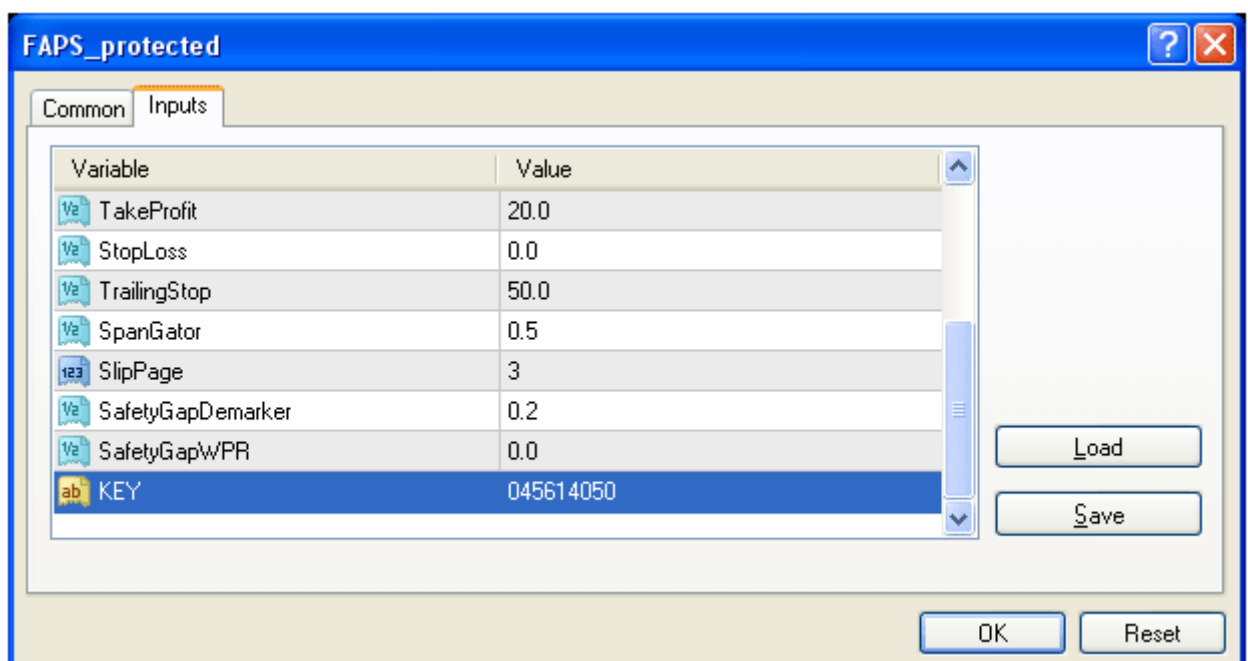 FAPS_protected
Common Inputs
Variable Value
TakeProfit 20.0
StopLoss 0.0
TrailingStop 50.0
SpanGator 0.5
SlipPage 3
SafetyGapDemarker 0.2
SafetyGapWPR 0.0
KEY 045614050
Load
Save
OK Reset